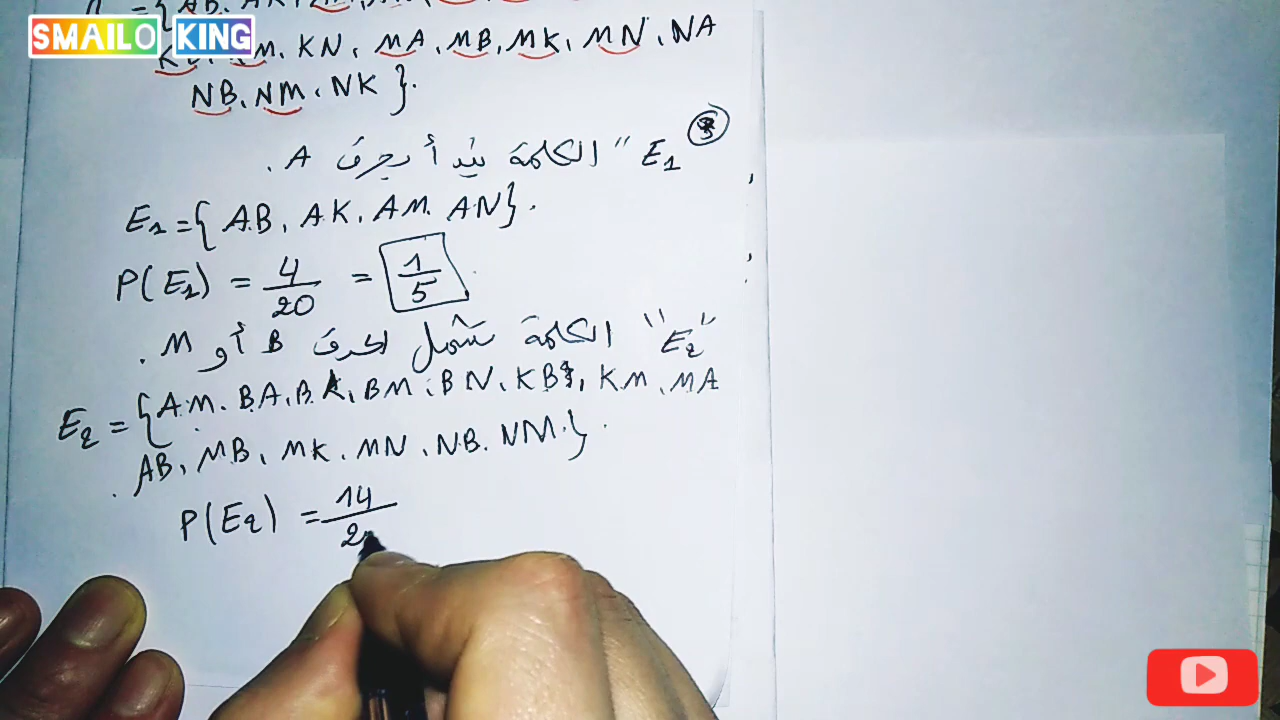 SMAILO KING
KN. MA, MB, MK, MN, NA
NB, NM. NK }.
E1 " الكلمة تبدأ بحرف A .
E1={ AB, AK, AM. AN}.
P(E1) = 4/20 = 1/5
"E2" الكلمة تشمل الحرف B أو M .
E2 = {AM. BA, B K, BM, BN, KB, KM, MA
AB, MB, MK. MN, NB. NM.}.
P(E2) = 14/2